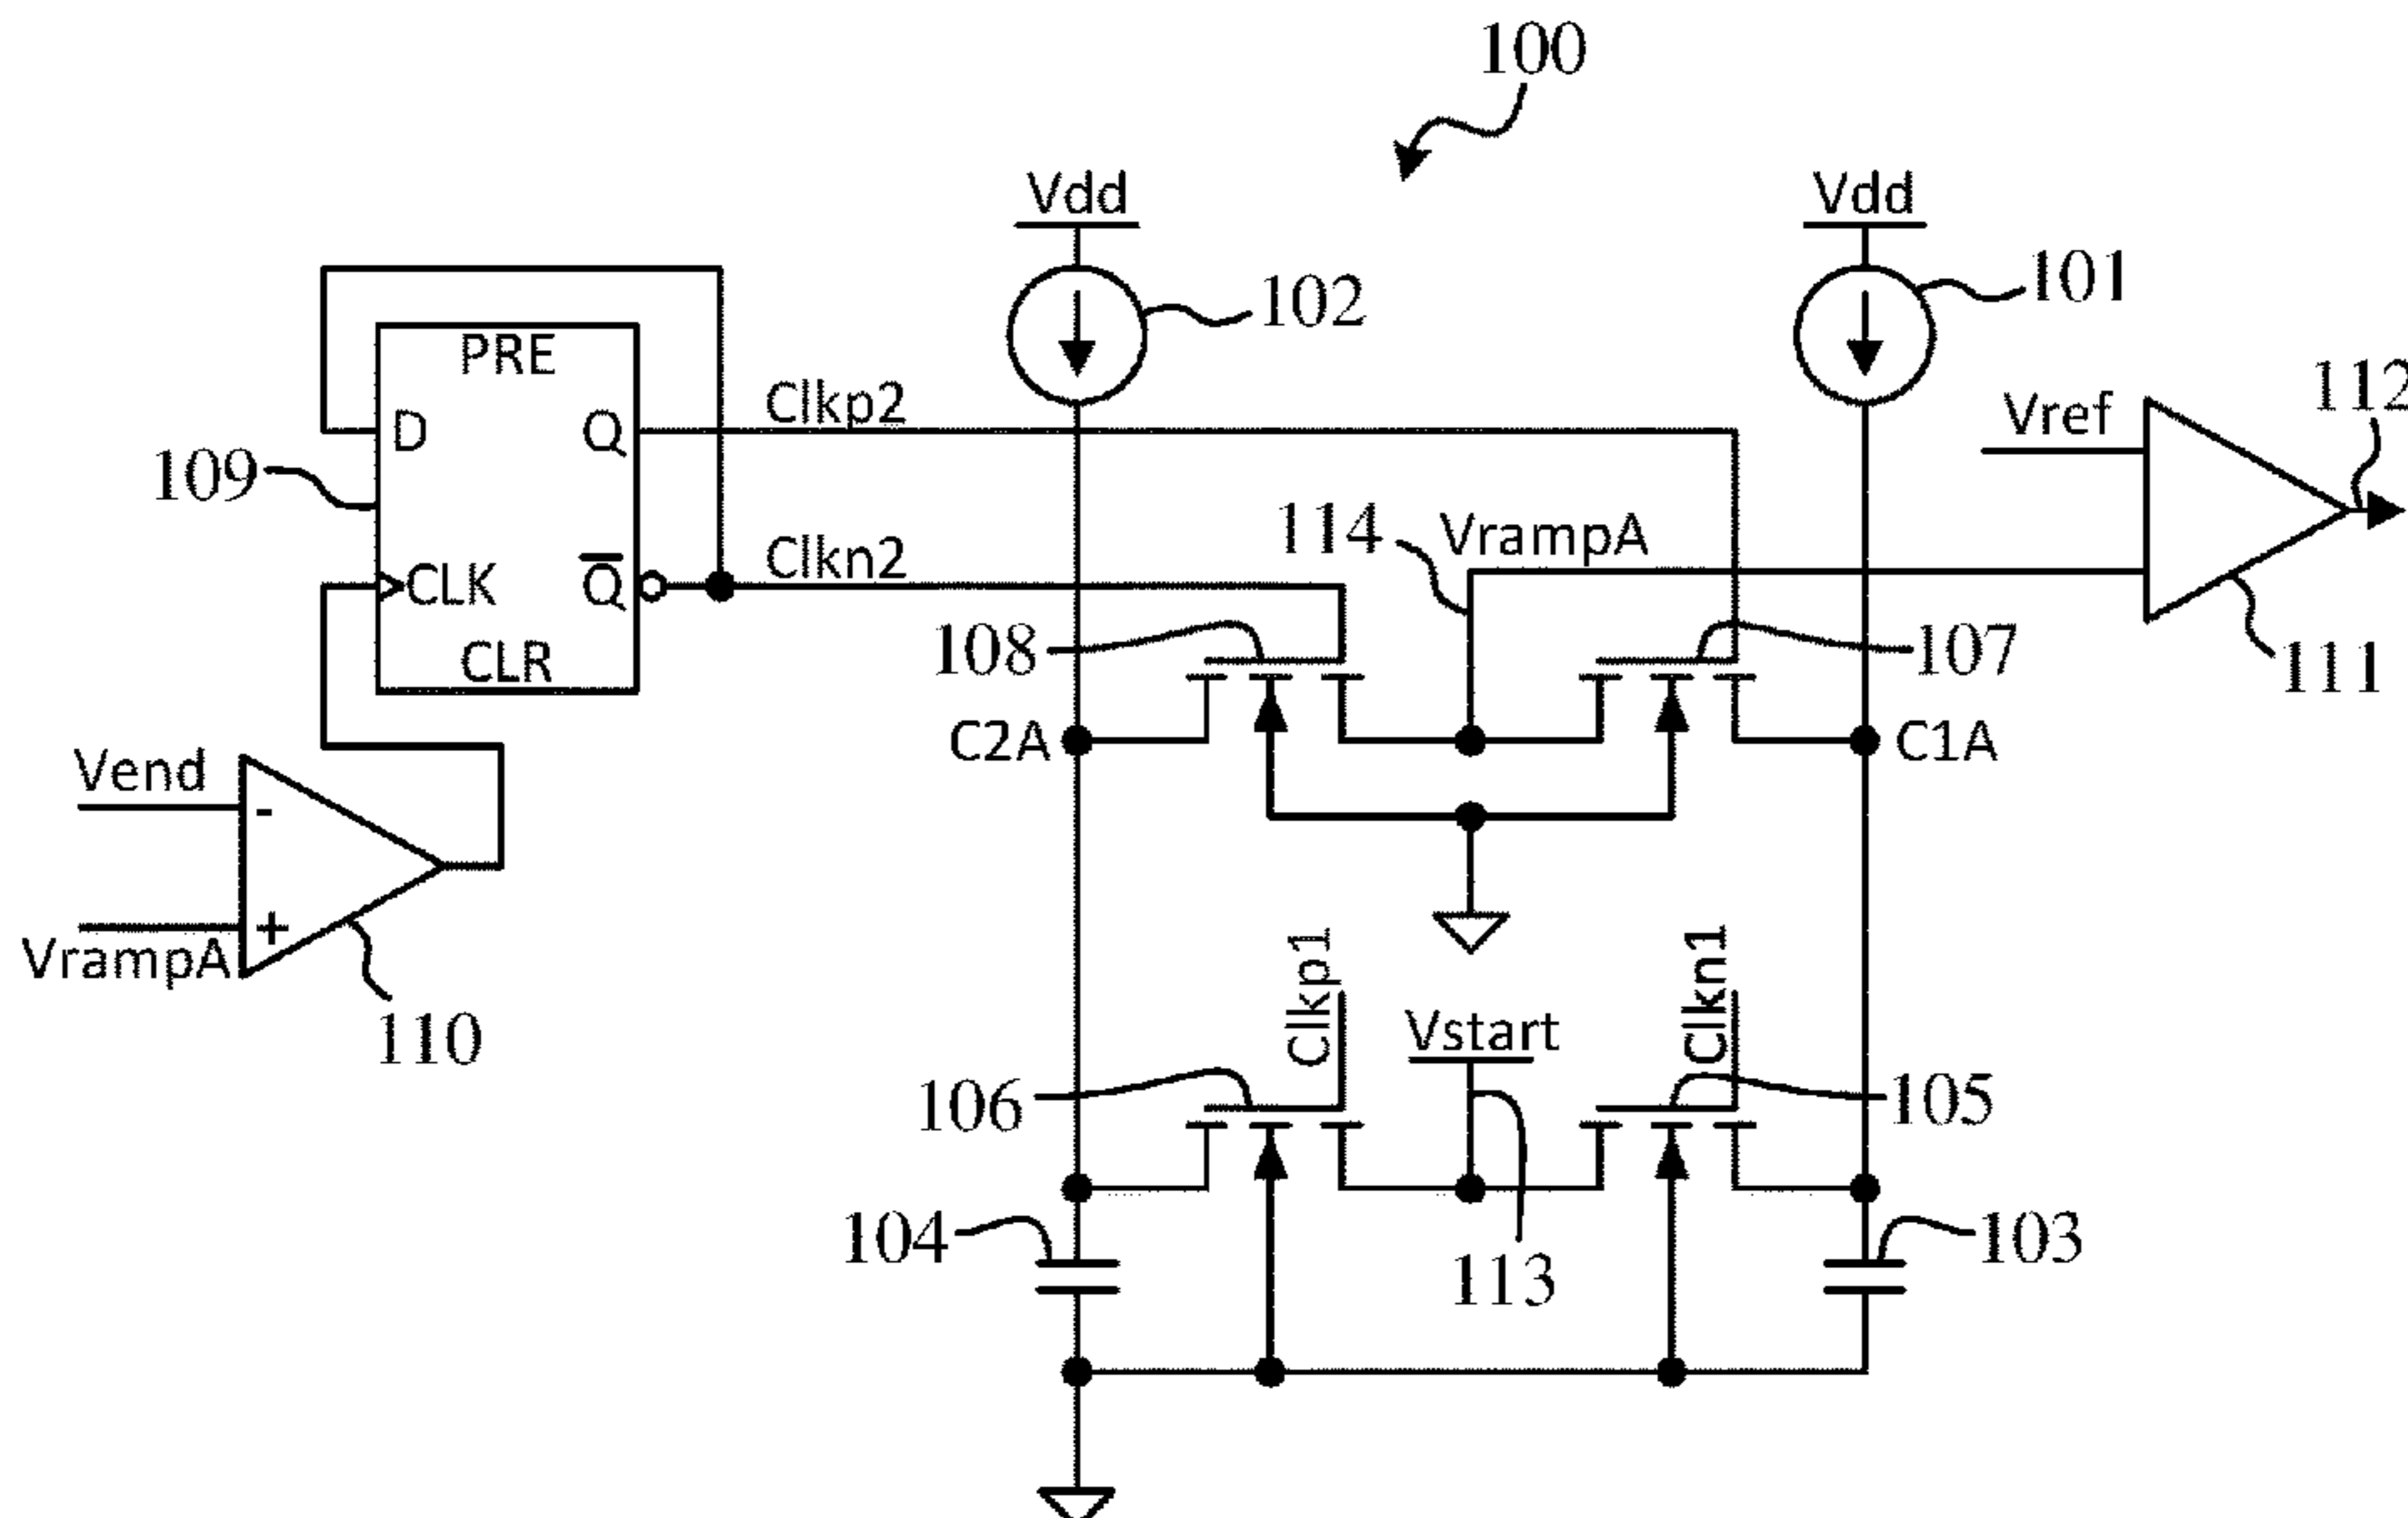 100
Vdd
Vdd
102
101
112
PRE
Clkp2
Vref
D
Q
109
114
VrampA
Clkn2
CLK
Q̅
CLR
108
107
111
Vend
C2A
C1A
-
+
VrampA
110
Clkp1
Vstart
Clkn1
106
105
104
113
103